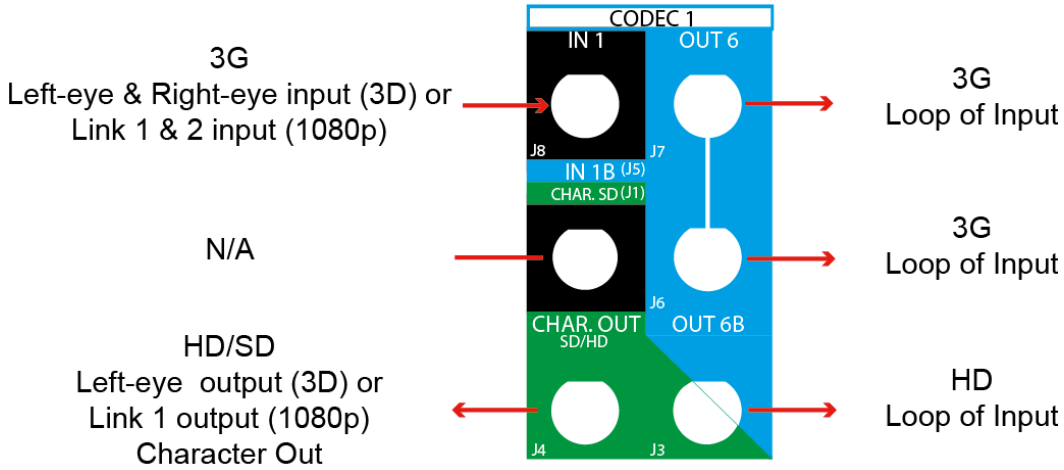 CODEC 1
IN 1
OUT 6
3G
Left-eye & Right-eye input (3D) or
Link 1 & 2 input (1080p)
3G
Loop of Input
J8
J7
IN 1B (J5)
CHAR. SD (J1)
N/A
3G
Loop of Input
J6
CHAR. OUT
SD/HD
OUT 6B
HD/SD
Left-eye output (3D) or
Link 1 output (1080p)
Character Out
HD
Loop of Input
J4
J3